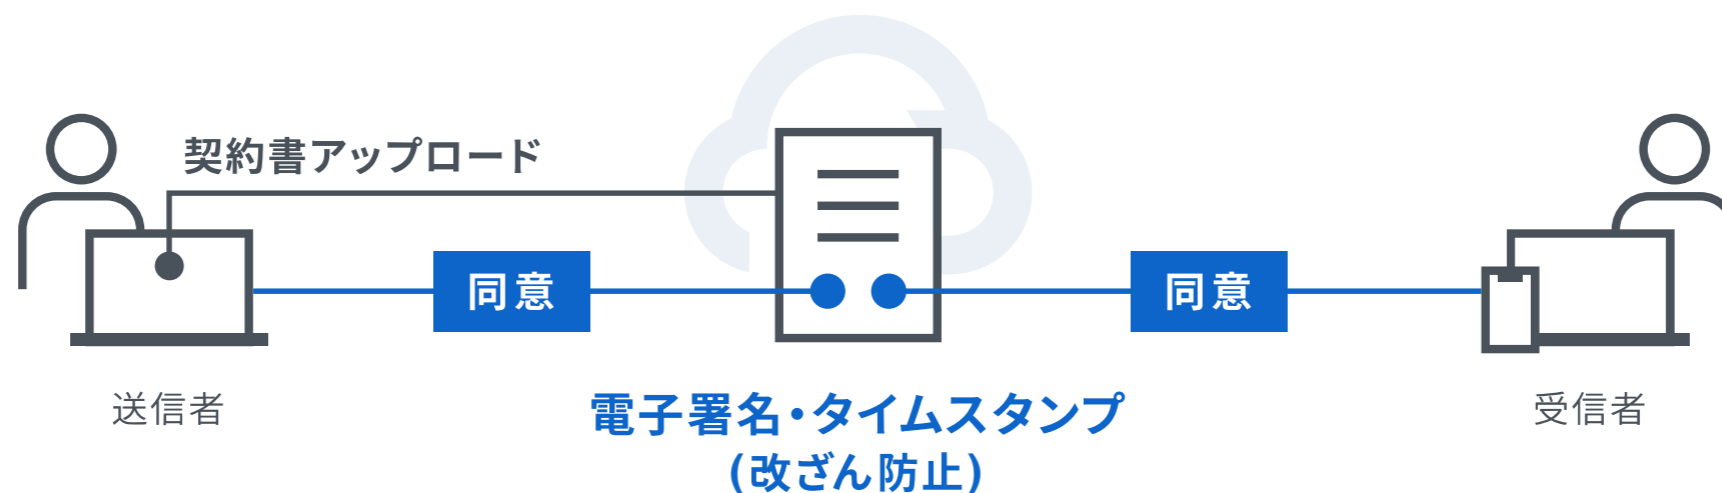 契約書アップロード
同意
同意
送信者
電子署名・タイムスタンプ
(改ざん防止)
受信者